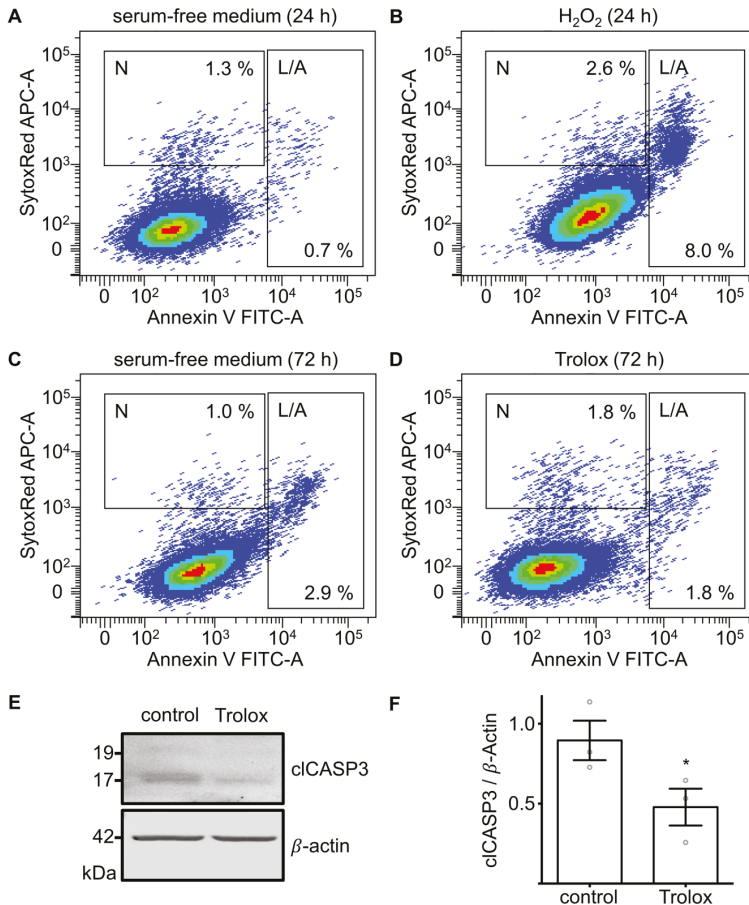 A serum-free medium (24 h)
SytoxRed APC-A
10⁵
10⁴
10³
10²
0
N 1.3 %
L/A
0.7 %
0 10² 10³ 10⁴ 10⁵
Annexin V FITC-A
B H₂O₂ (24 h)
SytoxRed APC-A
10⁵
10⁴
10³
10²
0
N 2.6 %
L/A
8.0 %
0 10² 10³ 10⁴ 10⁵
Annexin V FITC-A
C serum-free medium (72 h)
SytoxRed APC-A
10⁵
10⁴
10³
10²
0
N 1.0 %
L/A
2.9 %
0 10² 10³ 10⁴ 10⁵
Annexin V FITC-A
D Trolox (72 h)
SytoxRed APC-A
10⁵
10⁴
10³
10²
0
N 1.8 %
L/A
1.8 %
0 10² 10³ 10⁴ 10⁵
Annexin V FITC-A
E
control Trolox
19
17
clCASP3
42
β-actin
kDa
F
clCASP3 / β-Actin
1.0
0.5
*
control Trolox